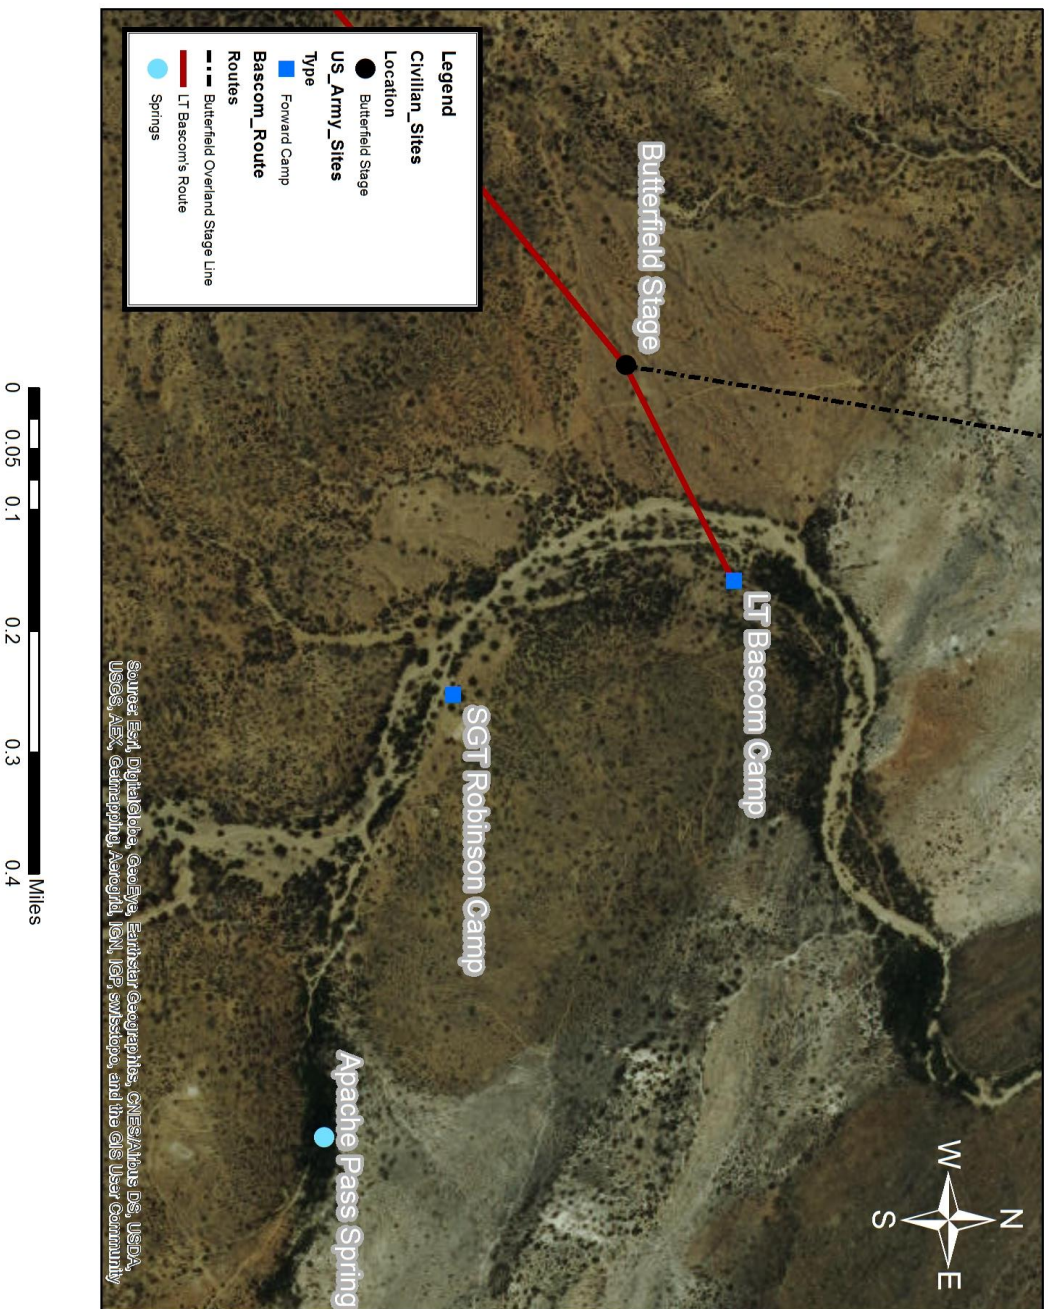 N
W
E
S
Butterfield Stage
LT Bascom Camp
SGT Robinson Camp
Apache Pass Spring
Legend
Civilian_Sites
Location
Butterfield Stage
US_Army_Sites
Type
Forward Camp
Bascom_Route
Routes
Butterfield Overland Stage Line
LT Bascom's Route
Springs
Source: Esri, DigitalGlobe, GeoEye, Earthstar Geographics, CNES/Airbus DS, USDA,
USGS, AEX, Getmapping, Aerogrid, IGN, IGP, swisstopo, and the GIS User Community
Miles
0 0.05 0.1 0.2 0.3 0.4